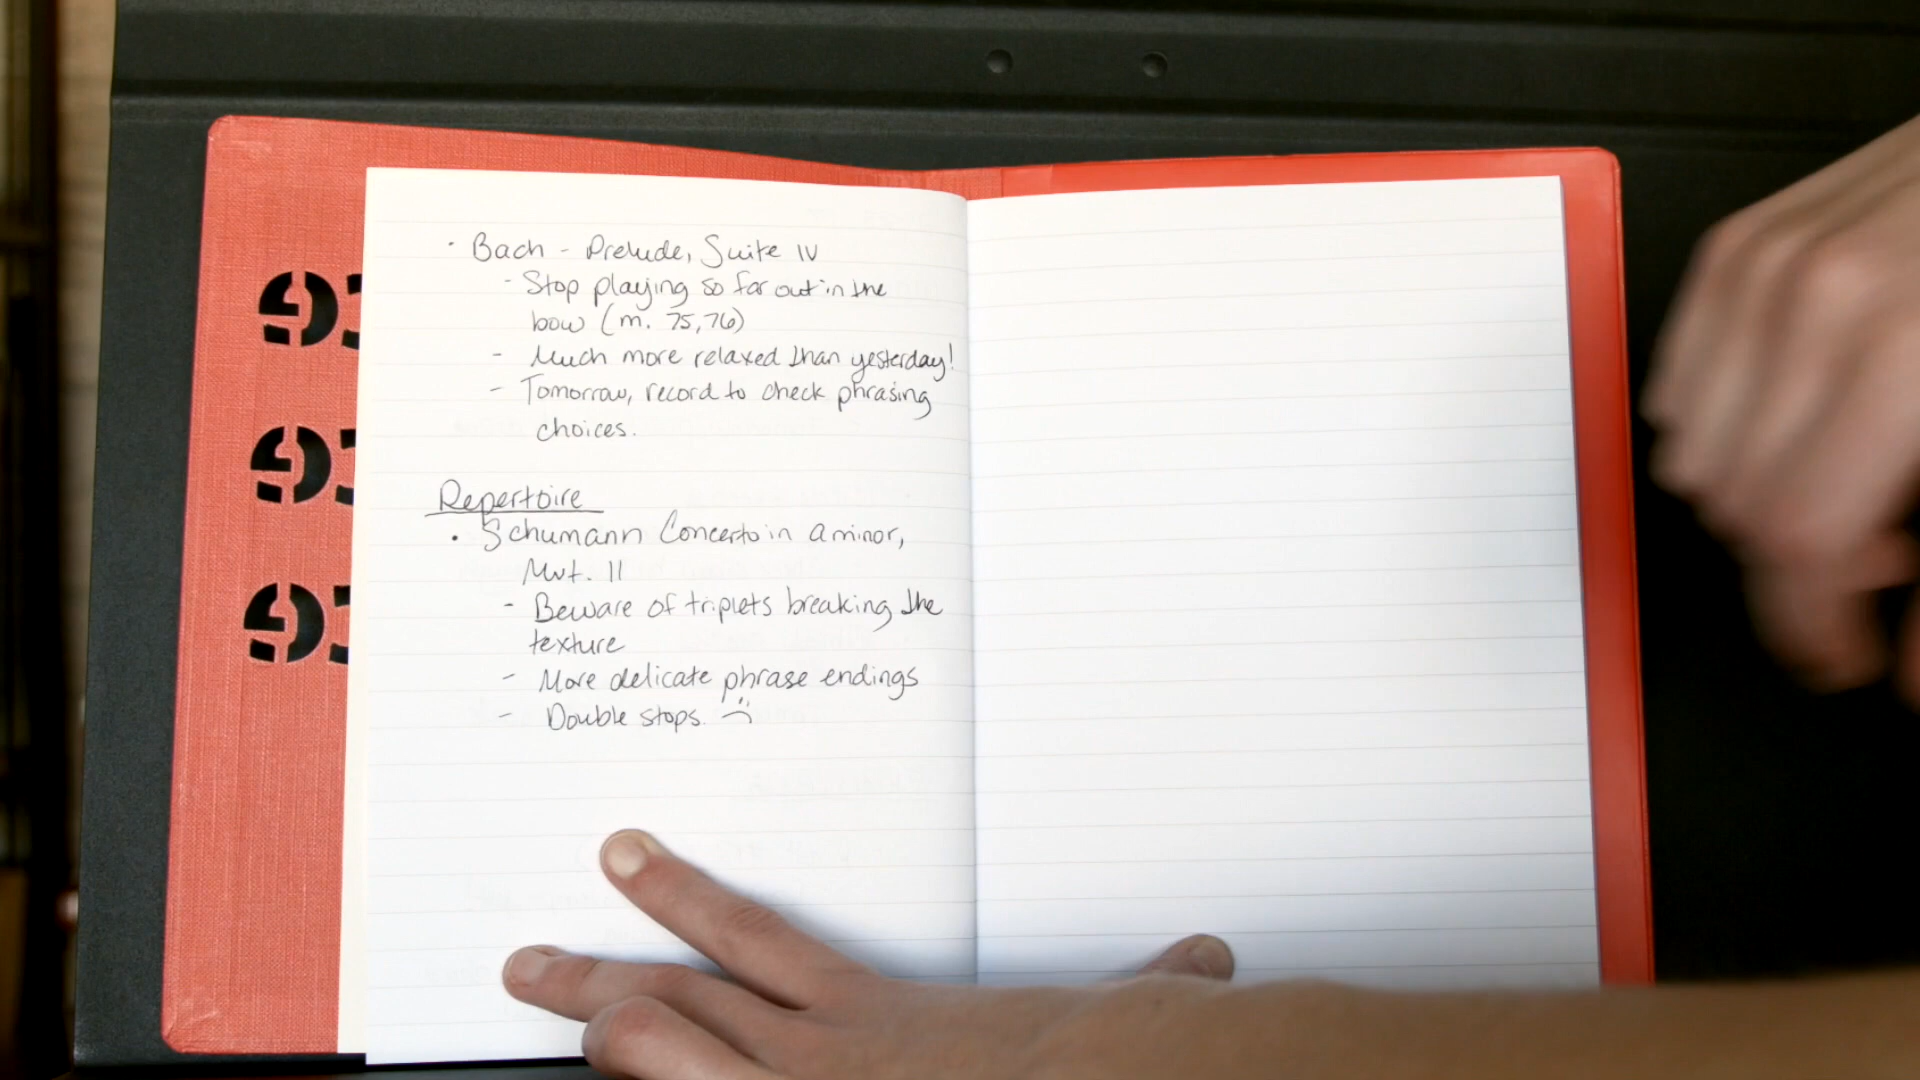 · Bach - Prelude, Suite IV
- Stop playing so far out in the
bow (m. 75,76)
- Much more relaxed than yesterday!
- Tomorrow, record to check phrasing
choices.
Repertoire
· Schumann Concerto in a minor,
Mvt. II
- Beware of triplets breaking the
texture
- More delicate phrase endings
- Double stops. :(